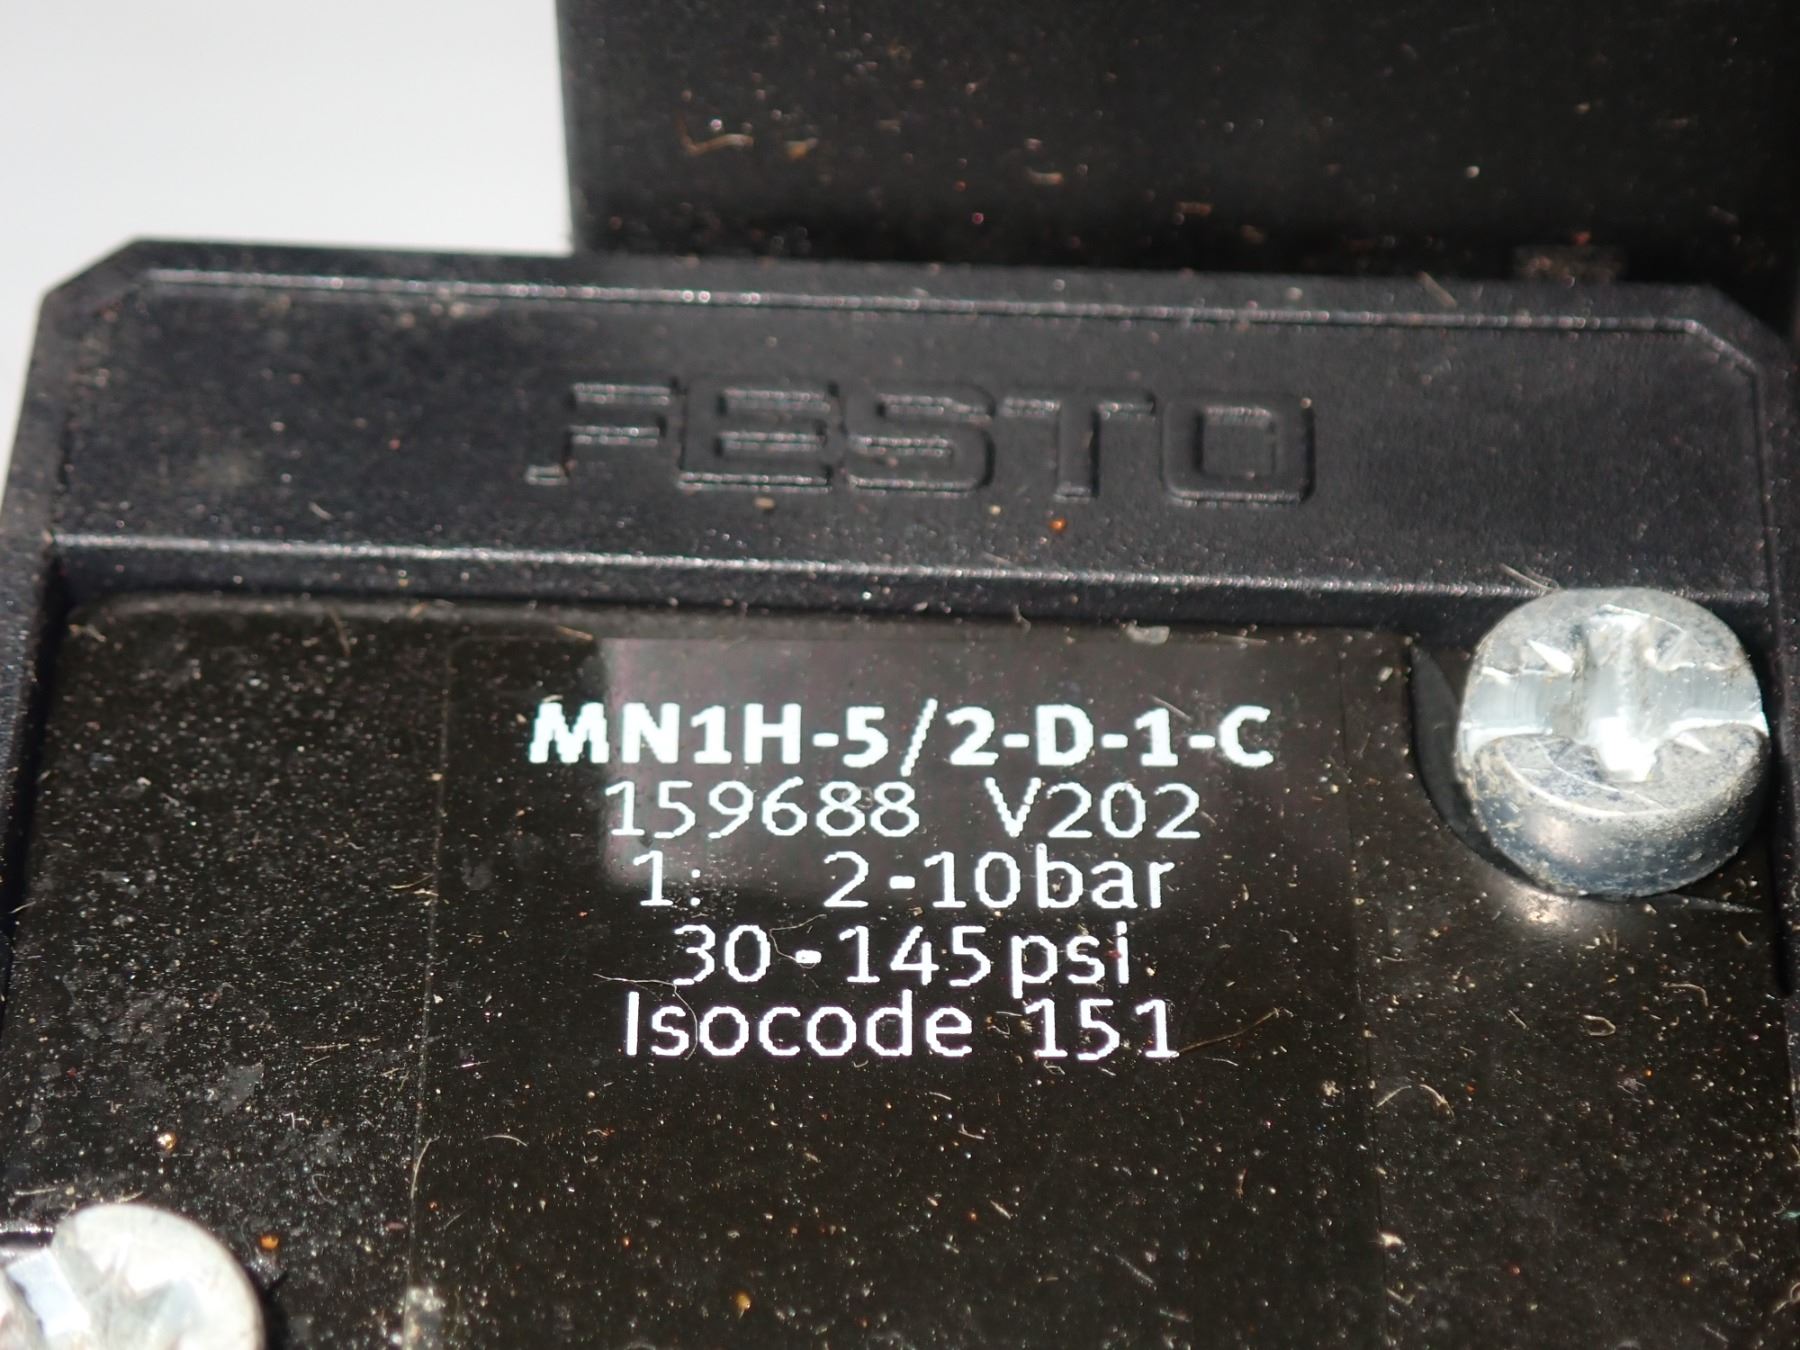 FESTO
MN1H-5/2-D-1-C
159688 V202
1: 2-10bar
30-145psi
Isocode 151